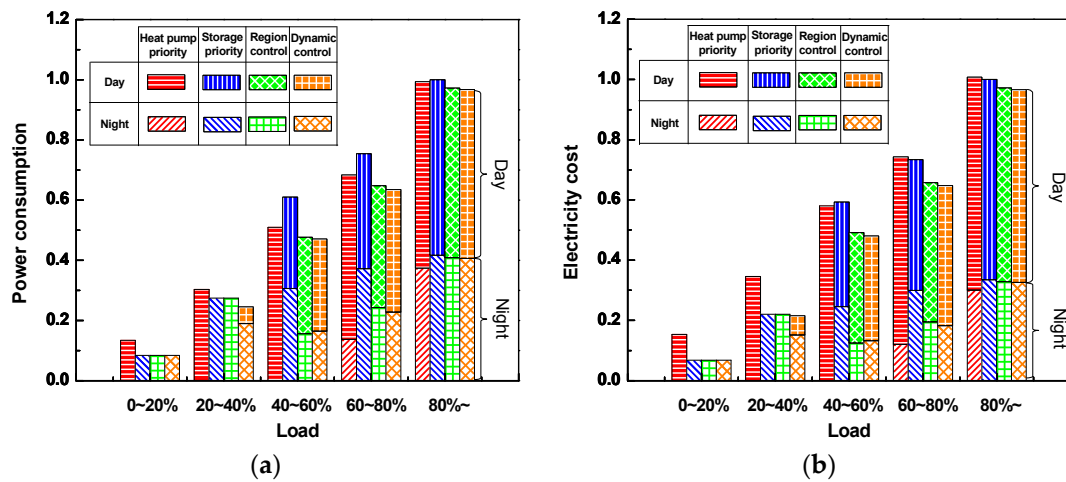 1.2
1.0
0.8
0.6
0.4
0.2
0.0
Power consumption
Heat pump priority
Storage priority
Region control
Dynamic control
Day
Night
Day
Night
0~20%
20~40%
40~60%
60~80%
80%~
Load
(a)
1.2
1.0
0.8
0.6
0.4
0.2
0.0
Electricity cost
Heat pump priority
Storage priority
Region control
Dynamic control
Day
Night
Day
Night
0~20%
20~40%
40~60%
60~80%
80%~
Load
(b)